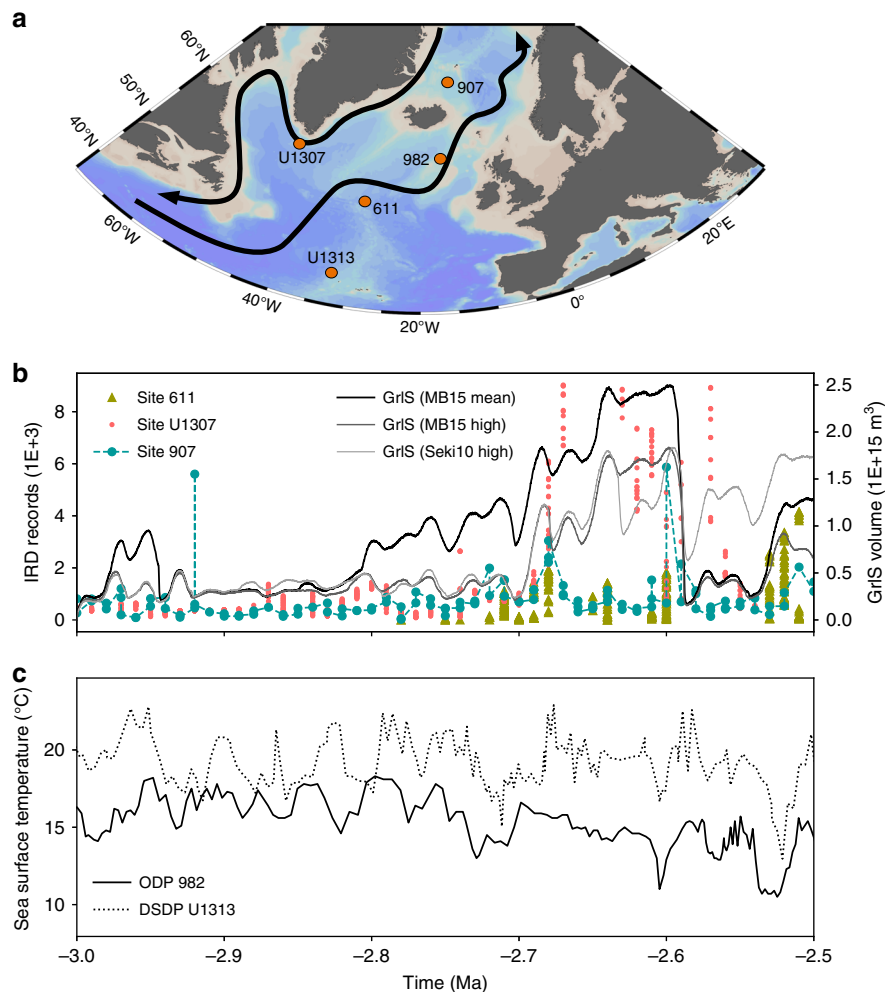 a
60°N
50°N
40°N
907
U1307
982
611
U1313
60°W
40°W
20°W
0°
20°E
b
Site 611
Site U1307
Site 907
GrIS (MB15 mean)
GrIS (MB15 high)
GrIS (Seki10 high)
IRD records (1E+3)
8
6
4
2
0
GrIS volume (1E+15 m³)
2.5
2.0
1.5
1.0
0.5
0.0
c
Sea surface temperature (°C)
20
15
10
ODP 982
DSDP U1313
−3.0 −2.9 −2.8 −2.7 −2.6 −2.5
Time (Ma)